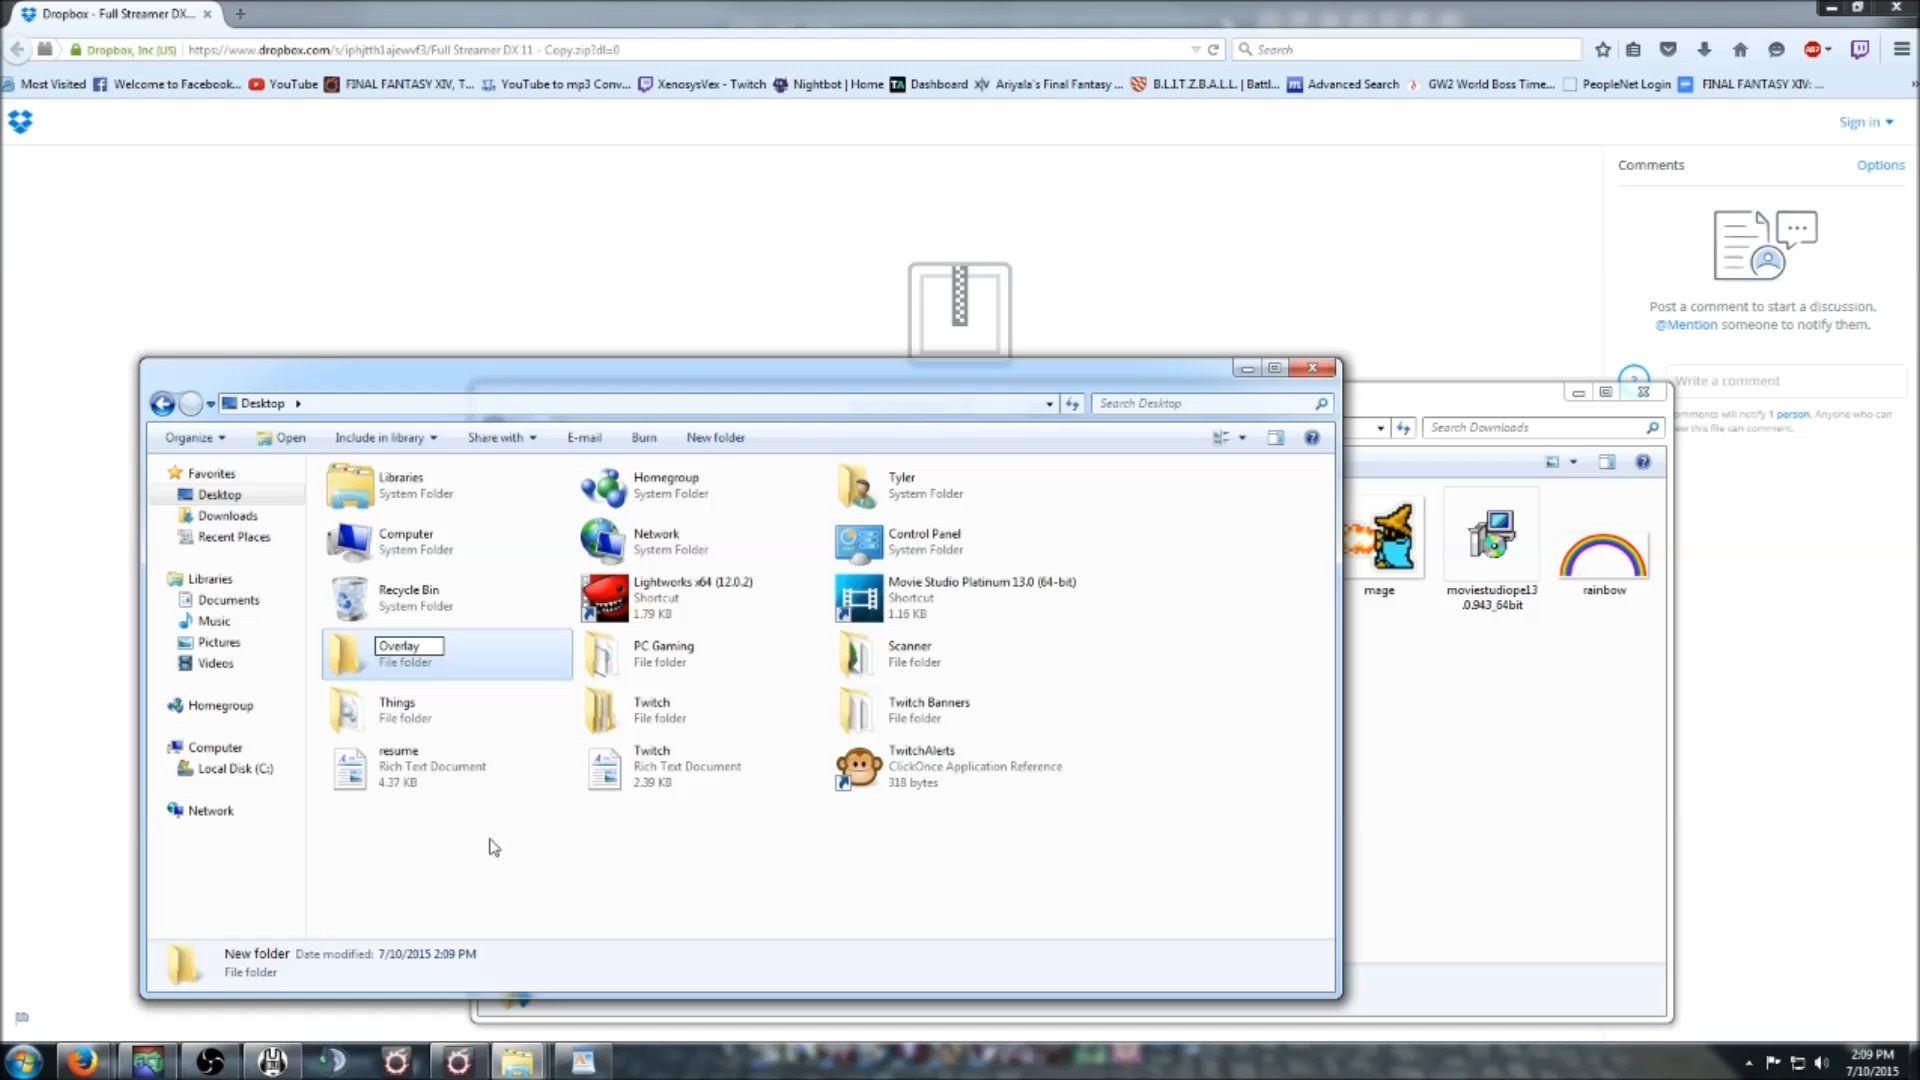 Dropbox - Full Streamer DX...
Dropbox, Inc (US) https://www.dropbox.com/s/iphjtth1ajewvf3/Full Streamer DX 11 - Copy.zip?dl=0 Search
Most Visited Welcome to Facebook... YouTube FINAL FANTASY XIV, T... YouTube to mp3 Conv... XenosysVex - Twitch Nightbot | Home Dashboard Ariyala's Final Fantasy ... B.L.I.T.Z.B.A.L.L. | Battl... Advanced Search GW2 World Boss Time... PeopleNet Login FINAL FANTASY XIV: ...
Sign in
Comments Options
Post a comment to start a discussion.
@Mention someone to notify them.
Write a comment
omments will notify 1 person. Anyone who can
ew this file can comment.
Desktop Search Desktop
Search Downloads
Organize Open Include in library Share with E-mail Burn New folder
Favorites
Desktop
Downloads
Recent Places
Libraries
Documents
Music
Pictures
Videos
Homegroup
Computer
Local Disk (C:)
Network
Libraries
System Folder
Homegroup
System Folder
Tyler
System Folder
Computer
System Folder
Network
System Folder
Control Panel
System Folder
Recycle Bin
System Folder
Lightworks x64 (12.0.2)
Shortcut
1.79 KB
Movie Studio Platinum 13.0 (64-bit)
Shortcut
1.16 KB
Overlay
File folder
PC Gaming
File folder
Scanner
File folder
Things
File folder
Twitch
File folder
Twitch Banners
File folder
resume
Rich Text Document
4.37 KB
Twitch
Rich Text Document
2.39 KB
TwitchAlerts
ClickOnce Application Reference
318 bytes
mage
moviestudiope13
.0.943_64bit
rainbow
New folder Date modified: 7/10/2015 2:09 PM
File folder
2:09 PM
7/10/2015